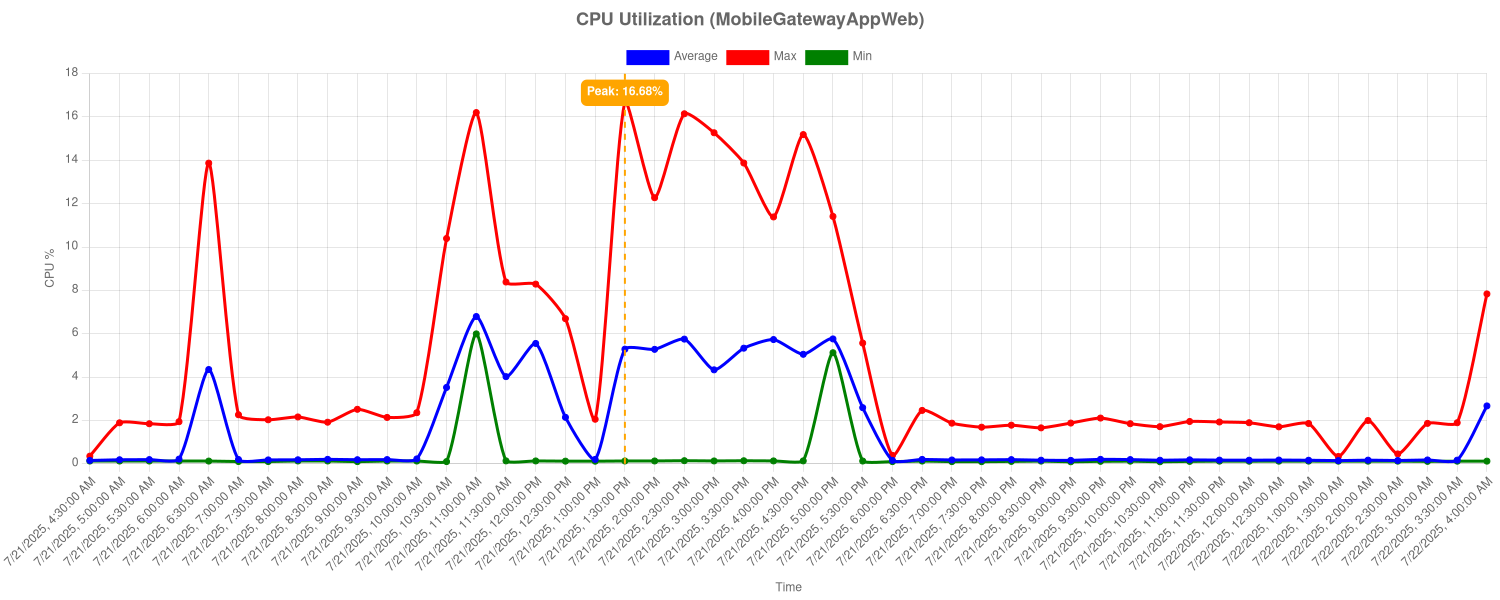 CPU Utilization (MobileGatewayAppWeb)
Average Max Min
Peak: 16.68%
18
16
14
12
10
8
6
4
2
0
CPU %
7/21/2025, 4:30:00 AM
7/21/2025, 5:00:00 AM
7/21/2025, 5:30:00 AM
7/21/2025, 6:00:00 AM
7/21/2025, 6:30:00 AM
7/21/2025, 7:00:00 AM
7/21/2025, 7:30:00 AM
7/21/2025, 8:00:00 AM
7/21/2025, 8:30:00 AM
7/21/2025, 9:00:00 AM
7/21/2025, 9:30:00 AM
7/21/2025, 10:00:00 AM
7/21/2025, 10:30:00 AM
7/21/2025, 11:00:00 AM
7/21/2025, 11:30:00 AM
7/21/2025, 12:00:00 PM
7/21/2025, 12:30:00 PM
7/21/2025, 1:00:00 PM
7/21/2025, 1:30:00 PM
7/21/2025, 2:00:00 PM
7/21/2025, 2:30:00 PM
7/21/2025, 3:00:00 PM
7/21/2025, 3:30:00 PM
7/21/2025, 4:00:00 PM
7/21/2025, 4:30:00 PM
7/21/2025, 5:00:00 PM
7/21/2025, 5:30:00 PM
7/21/2025, 6:00:00 PM
7/21/2025, 6:30:00 PM
7/21/2025, 7:00:00 PM
7/21/2025, 7:30:00 PM
7/21/2025, 8:00:00 PM
7/21/2025, 8:30:00 PM
7/21/2025, 9:00:00 PM
7/21/2025, 9:30:00 PM
7/21/2025, 10:00:00 PM
7/21/2025, 10:30:00 PM
7/21/2025, 11:00:00 PM
7/21/2025, 11:30:00 PM
7/22/2025, 12:00:00 AM
7/22/2025, 12:30:00 AM
7/22/2025, 1:00:00 AM
7/22/2025, 1:30:00 AM
7/22/2025, 2:00:00 AM
7/22/2025, 2:30:00 AM
7/22/2025, 3:00:00 AM
7/22/2025, 3:30:00 AM
7/22/2025, 4:00:00 AM
Time